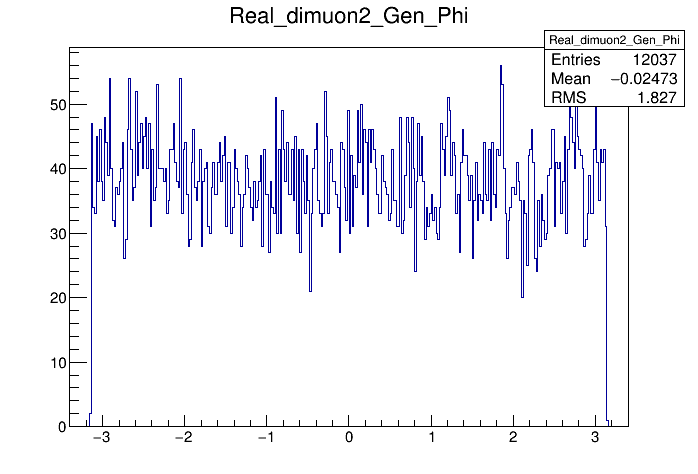 Real_dimuon2_Gen_Phi
Real_dimuon2_Gen_Phi
Entries 12037
Mean −0.02473
RMS 1.827
50
40
30
20
10
0
−3 −2 −1 0 1 2 3